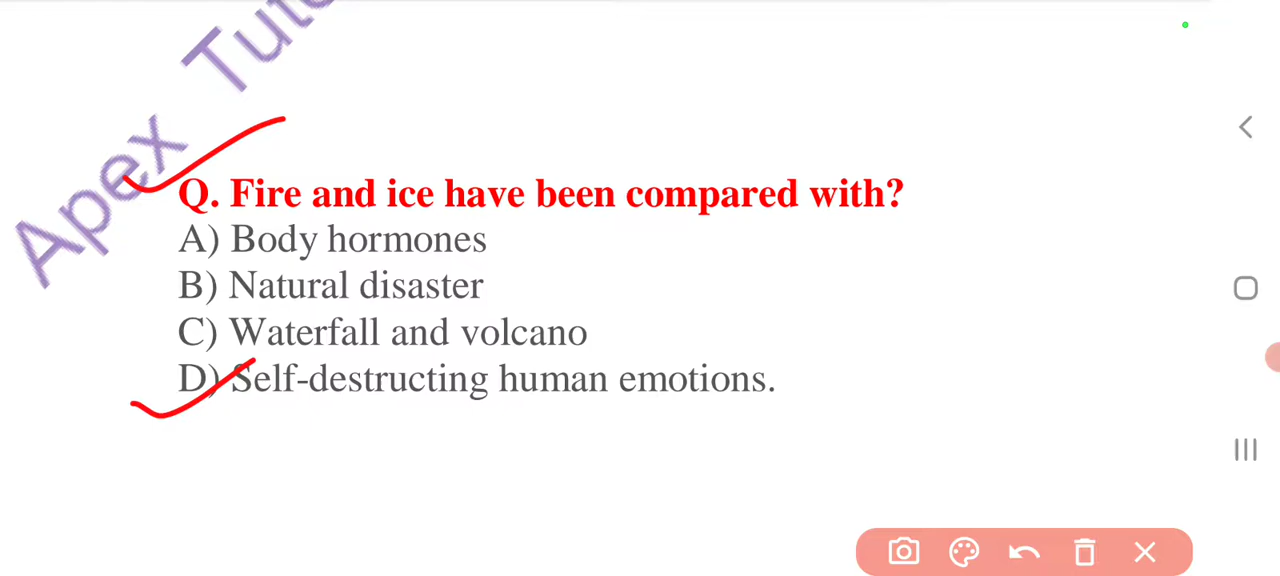 Apex Tuto
Q. Fire and ice have been compared with?
A) Body hormones
B) Natural disaster
C) Waterfall and volcano
D) Self-destructing human emotions.